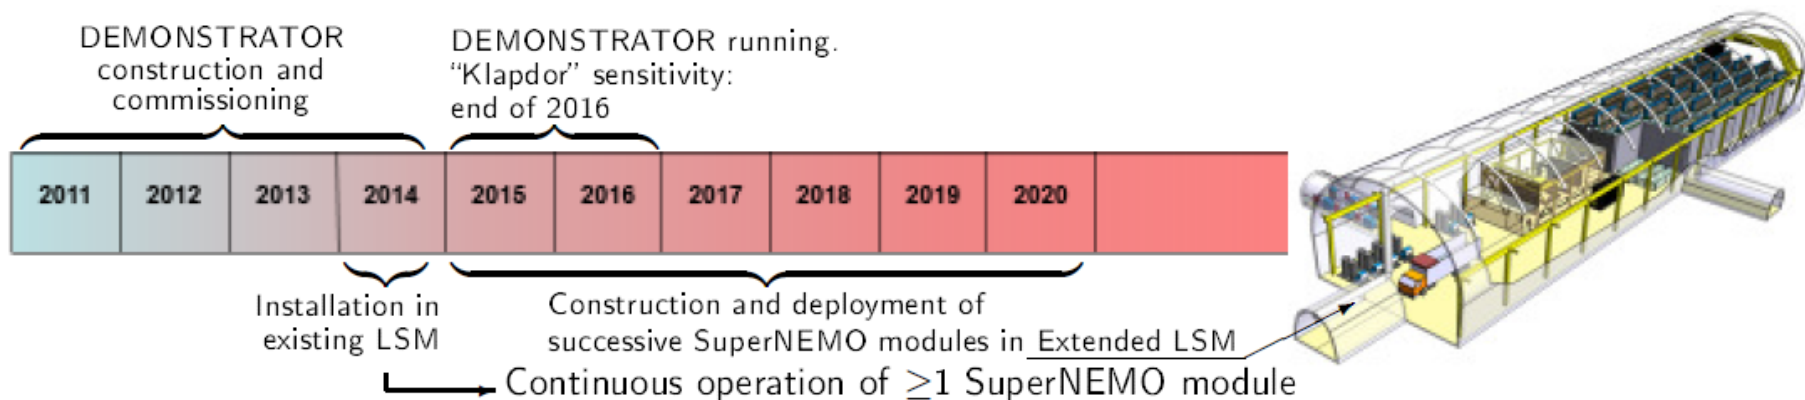 DEMONSTRATOR
construction and
commissioning
DEMONSTRATOR running.
“Klapdor” sensitivity:
end of 2016
2011 2012 2013 2014 2015 2016 2017 2018 2019 2020
Installation in
existing LSM
Construction and deployment of
successive SuperNEMO modules in Extended LSM
Continuous operation of ≥1 SuperNEMO module